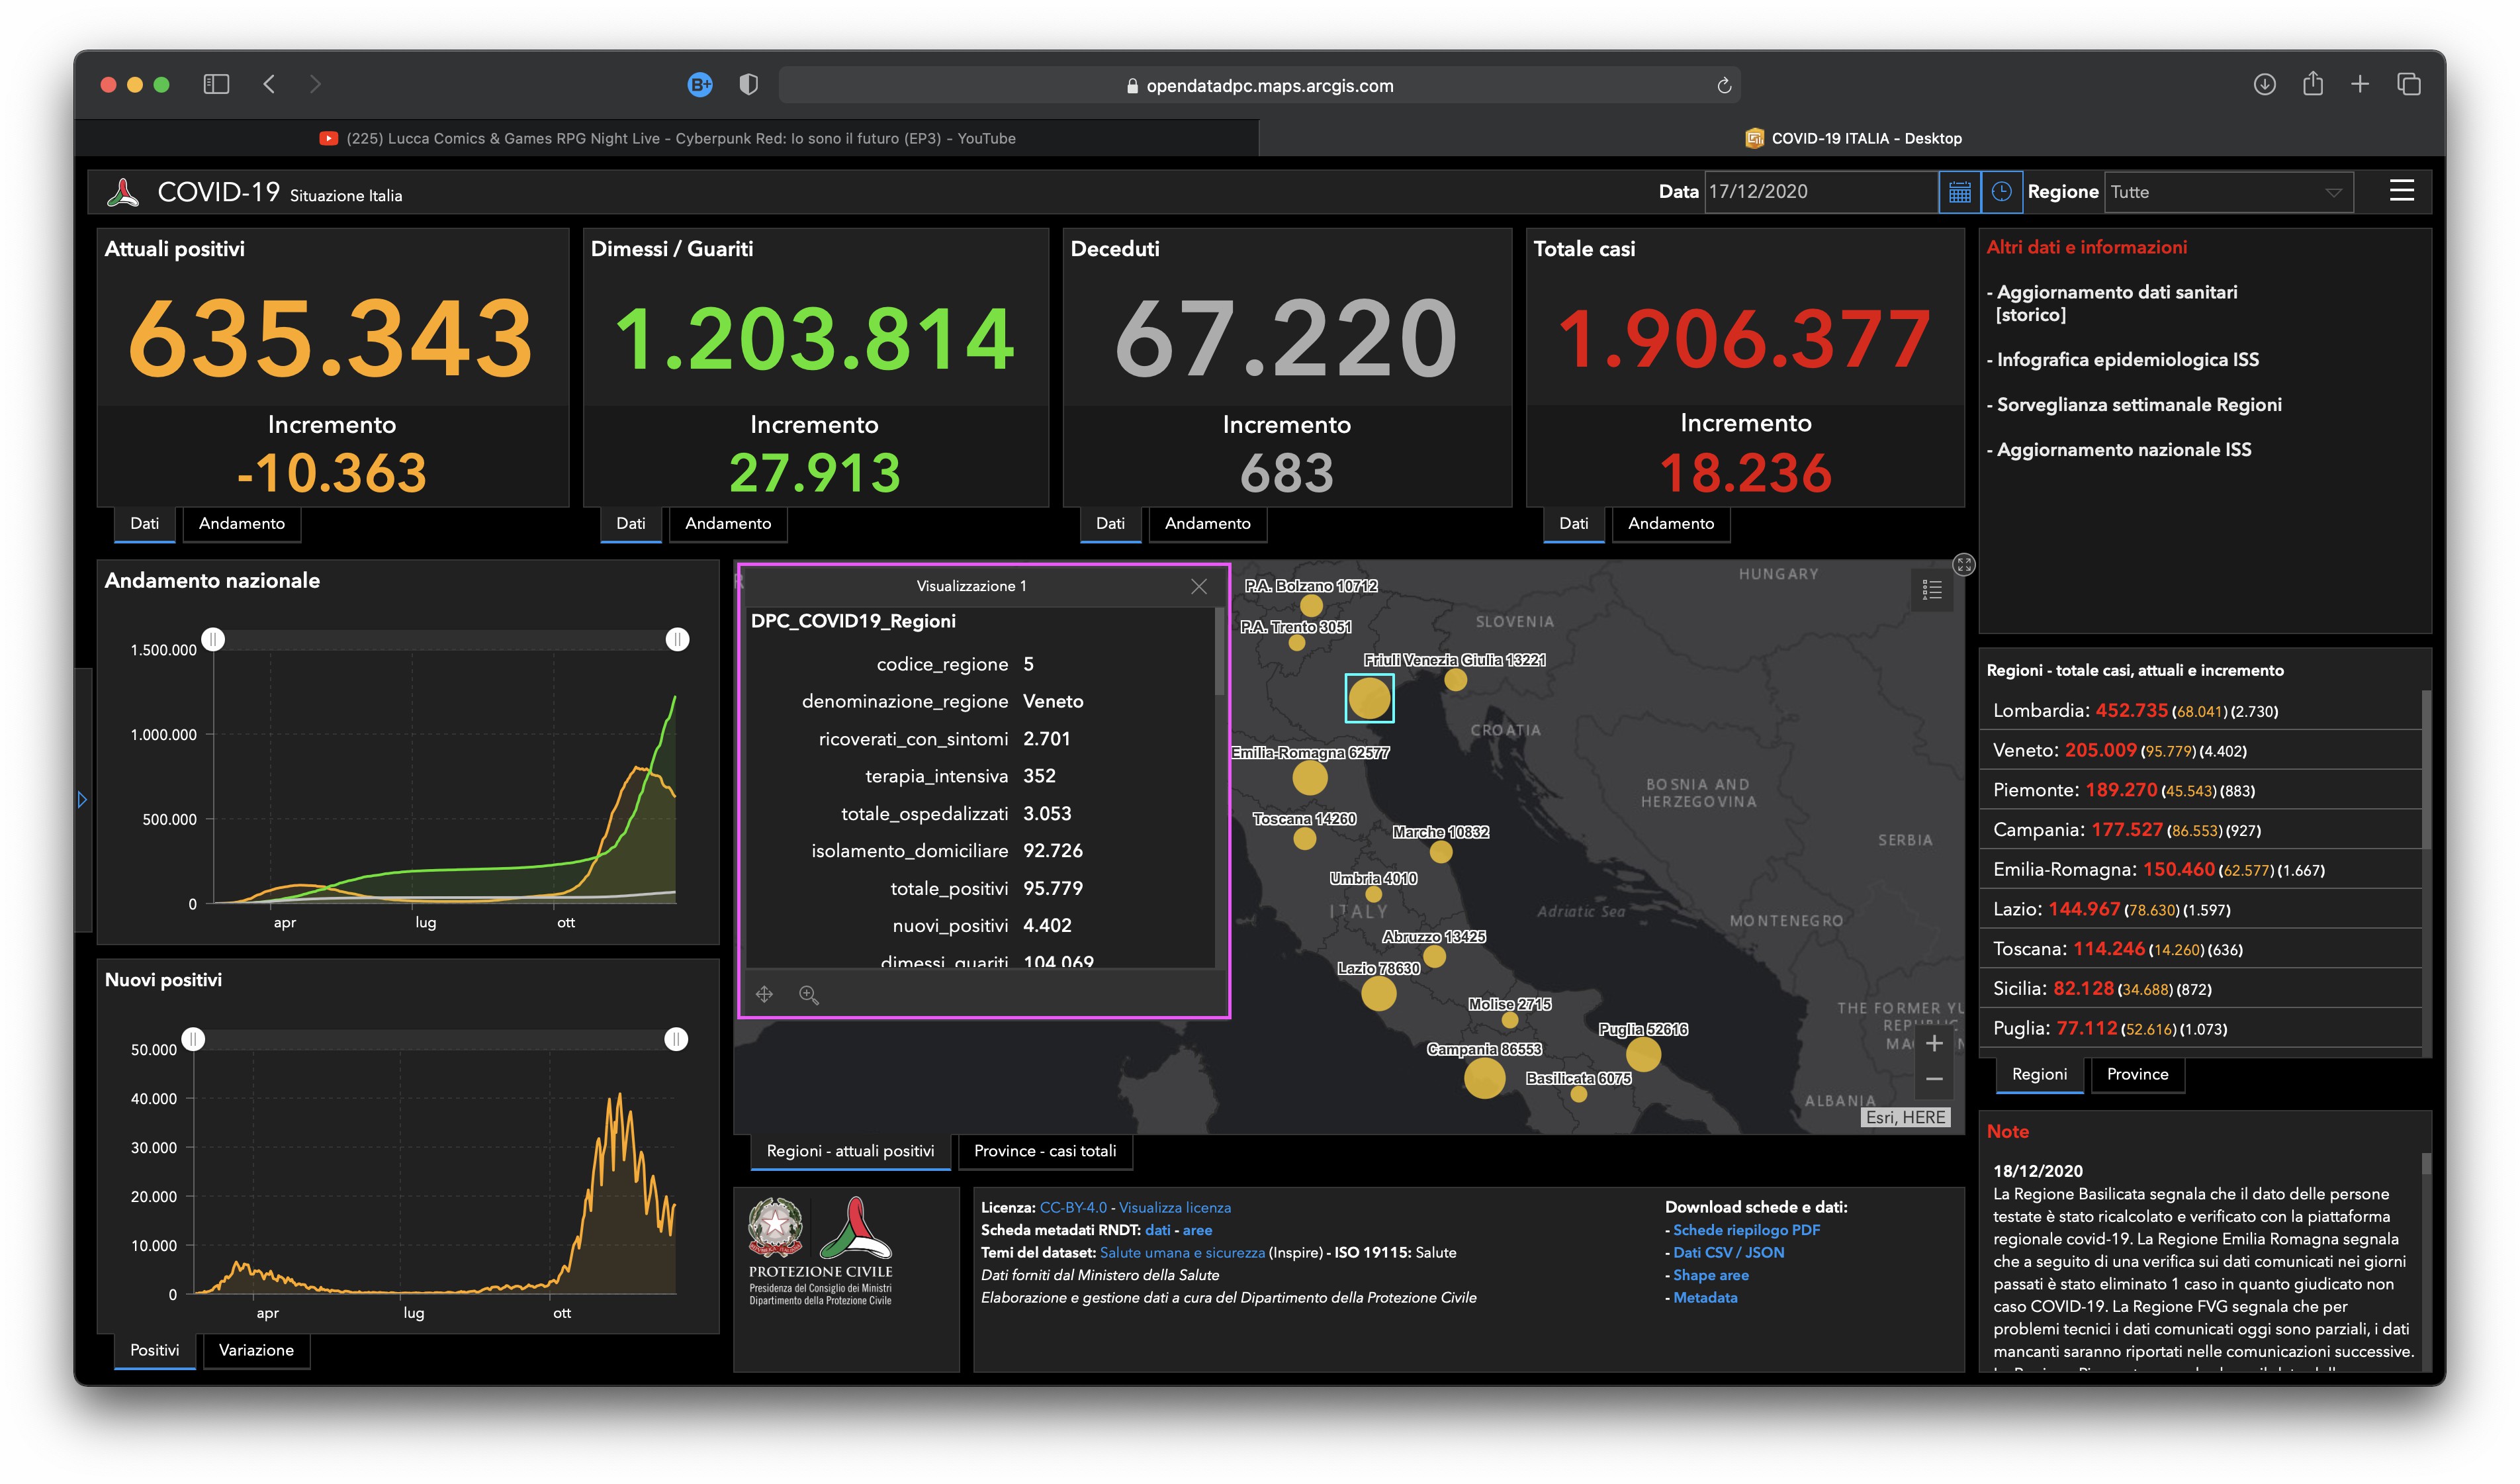 opendatadpc.maps.arcgis.com
(225) Lucca Comics & Games RPG Night Live - Cyberpunk Red: Io sono il futuro (EP3) - YouTube
COVID-19 ITALIA - Desktop
COVID-19 Situazione Italia
Data 17/12/2020
Regione Tutte
Attuali positivi
635.343
Incremento
-10.363
Dati Andamento
Dimessi / Guariti
1.203.814
Incremento
27.913
Dati Andamento
Deceduti
67.220
Incremento
683
Dati Andamento
Totale casi
1.906.377
Incremento
18.236
Dati Andamento
Altri dati e informazioni
- Aggiornamento dati sanitari
[storico]
- Infografica epidemiologica ISS
- Sorveglianza settimanale Regioni
- Aggiornamento nazionale ISS
Andamento nazionale
1.500.000
1.000.000
500.000
0
apr lug ott
Nuovi positivi
50.000
40.000
30.000
20.000
10.000
0
apr lug ott
Positivi Variazione
Visualizzazione 1
DPC_COVID19_Regioni
codice_regione 5
denominazione_regione Veneto
ricoverati_con_sintomi 2.701
terapia_intensiva 352
totale_ospedalizzati 3.053
isolamento_domiciliare 92.726
totale_positivi 95.779
nuovi_positivi 4.402
dimessi_guariti 104.069
HUNGARY
P.A. Bolzano 10712
SLOVENIA
P.A. Trento 3051
Friuli Venezia Giulia 13221
CROATIA
Emilia-Romagna 62577
BOSNIA AND
HERZEGOVINA
Toscana 14260
Marche 10832
SERBIA
Umbria 4010
ITALY
Adriatic Sea
MONTENEGRO
Abruzzo 13425
Lazio 78630
Molise 2715
THE FORMER YU
Puglia 52616
Campania 86553
Basilicata 6075
ALBANIA
Esri, HERE
Regioni - attuali positivi Province - casi totali
Regioni - totale casi, attuali e incremento
Lombardia: 452.735 (68.041) (2.730)
Veneto: 205.009 (95.779) (4.402)
Piemonte: 189.270 (45.543) (883)
Campania: 177.527 (86.553) (927)
Emilia-Romagna: 150.460 (62.577) (1.667)
Lazio: 144.967 (78.630) (1.597)
Toscana: 114.246 (14.260) (636)
Sicilia: 82.128 (34.688) (872)
Puglia: 77.112 (52.616) (1.073)
Regioni Province
PROTEZIONE CIVILE
Presidenza del Consiglio dei Ministri
Dipartimento della Protezione Civile
Licenza: CC-BY-4.0 - Visualizza licenza
Scheda metadati RNDT: dati - aree
Temi del dataset: Salute umana e sicurezza (Inspire) - ISO 19115: Salute
Dati forniti dal Ministero della Salute
Elaborazione e gestione dati a cura del Dipartimento della Protezione Civile
Download schede e dati:
- Schede riepilogo PDF
- Dati CSV / JSON
- Shape aree
- Metadata
Note
18/12/2020
La Regione Basilicata segnala che il dato delle persone
testate è stato ricalcolato e verificato con la piattaforma
regionale covid-19. La Regione Emilia Romagna segnala
che a seguito di una verifica sui dati comunicati nei giorni
passati è stato eliminato 1 caso in quanto giudicato non
caso COVID-19. La Regione FVG segnala che per
problemi tecnici i dati comunicati oggi sono parziali, i dati
mancanti saranno riportati nelle comunicazioni successive.